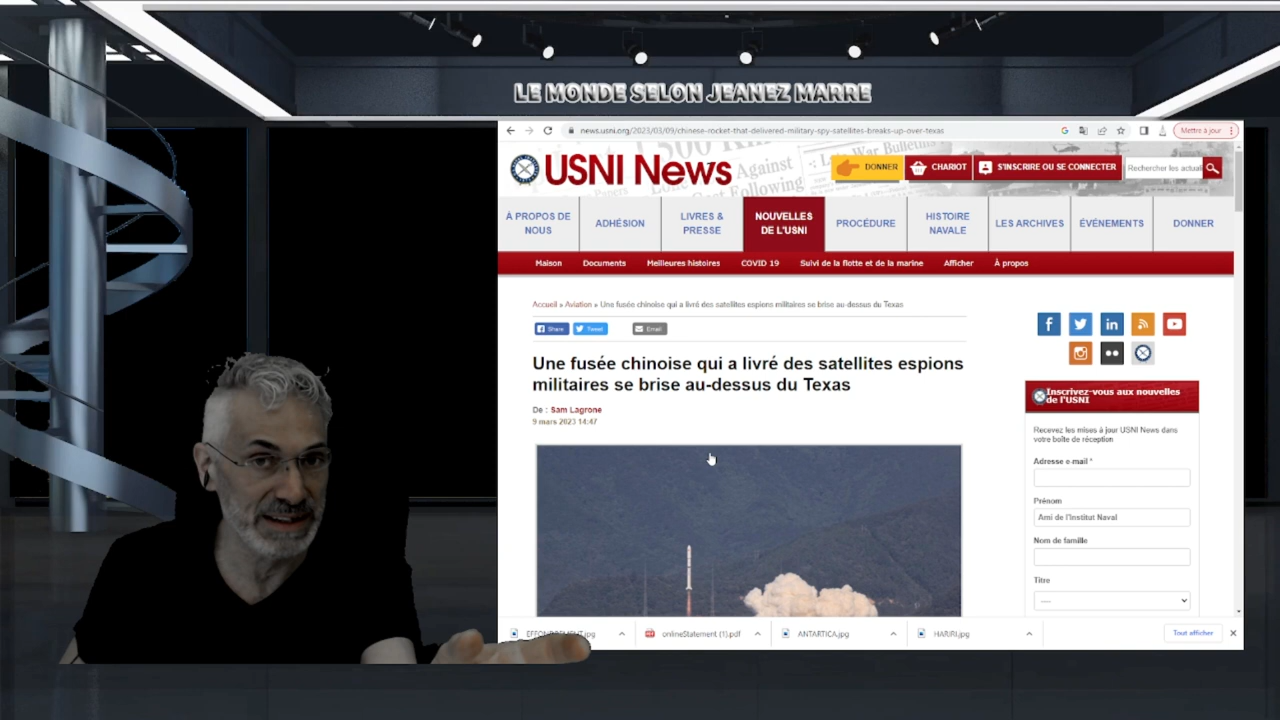 LE MONDE SELON JEANEZ MARRE
news.usni.org/2023/03/09/chinese-rocket-that-delivered-military-spy-satellites-breaks-up-over-texas
Mettre à jour
USNI News
Against
War Bulletins
Following
DONNER
CHARIOT
S'INSCRIRE OU SE CONNECTER
Rechercher les actuali
À PROPOS DE NOUS
ADHÉSION
LIVRES & PRESSE
NOUVELLES DE L'USNI
PROCÉDURE
HISTOIRE NAVALE
LES ARCHIVES
ÉVÉNEMENTS
DONNER
Maison Documents Meilleures histoires COVID 19 Suivi de la flotte et de la marine Afficher À propos
Accueil » Aviation » Une fusée chinoise qui a livré des satellites espions militaires se brise au-dessus du Texas
Share Tweet Email
Une fusée chinoise qui a livré des satellites espions
militaires se brise au-dessus du Texas
De : Sam Lagrone
9 mars 2023 14:47
Inscrivez-vous aux nouvelles
de l'USNI
Recevez les mises à jour USNI News dans
votre boîte de réception
Adresse e-mail *
Prénom
Ami de l'Institut Naval
Nom de famille
Titre
----
onlineStatement (1).pdf
ANTARTICA.jpg
HARIRI.jpg
Tout afficher